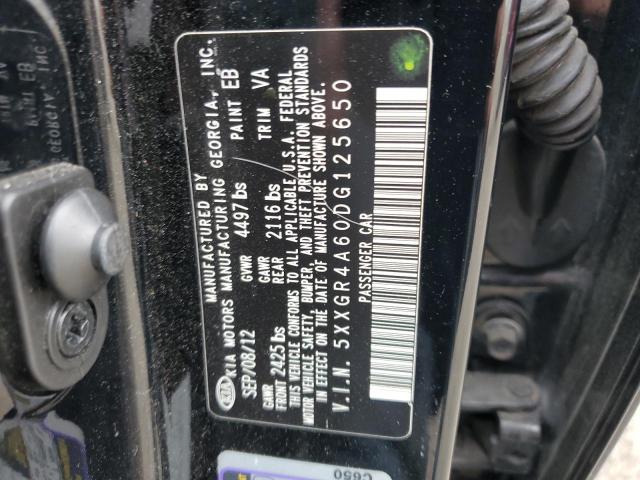 MANUFACTURED BY
KIA KIA MOTORS MANUFACTURING GEORGIA, INC.
SEP/08/12 GVWR 4497 lbs PAINT EB
GAWR FRONT 2425 lbs GAWR REAR 2116 lbs TRIM VA
THIS VEHICLE CONFORMS TO ALL APPLICABLE U.S.A. FEDERAL
MOTOR VEHICLE SAFETY, BUMPER, AND THEFT PREVENTION STANDARDS
IN EFFECT ON THE DATE OF MANUFACTURE SHOWN ABOVE.
V.I.N. 5XXGR4A60DG125650
PASSENGER CAR
C650